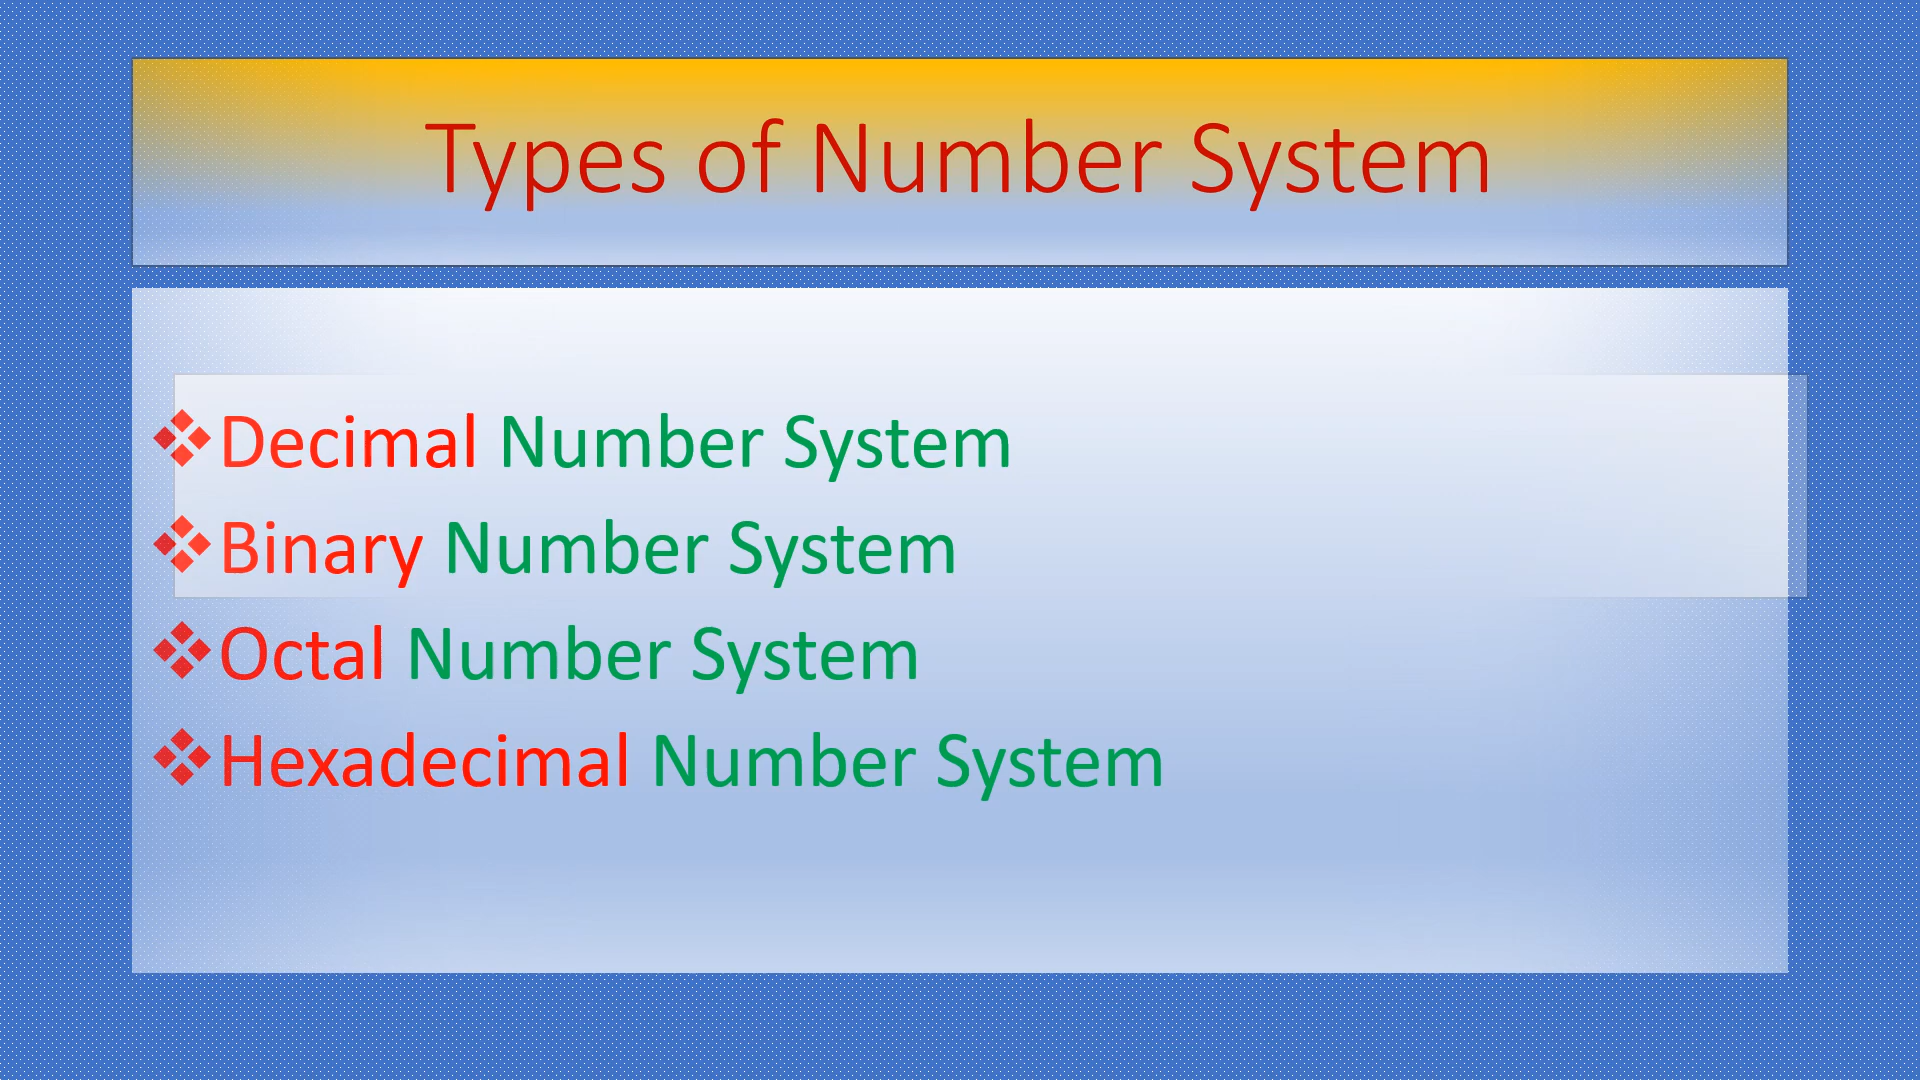 Types of Number System
❖Decimal Number System
❖Binary Number System
❖Octal Number System
❖Hexadecimal Number System